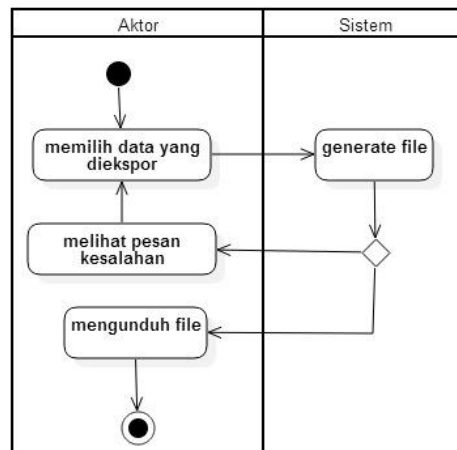 Aktor
Sistem
memilih data yang
diekspor
generate file
melihat pesan
kesalahan
mengunduh file